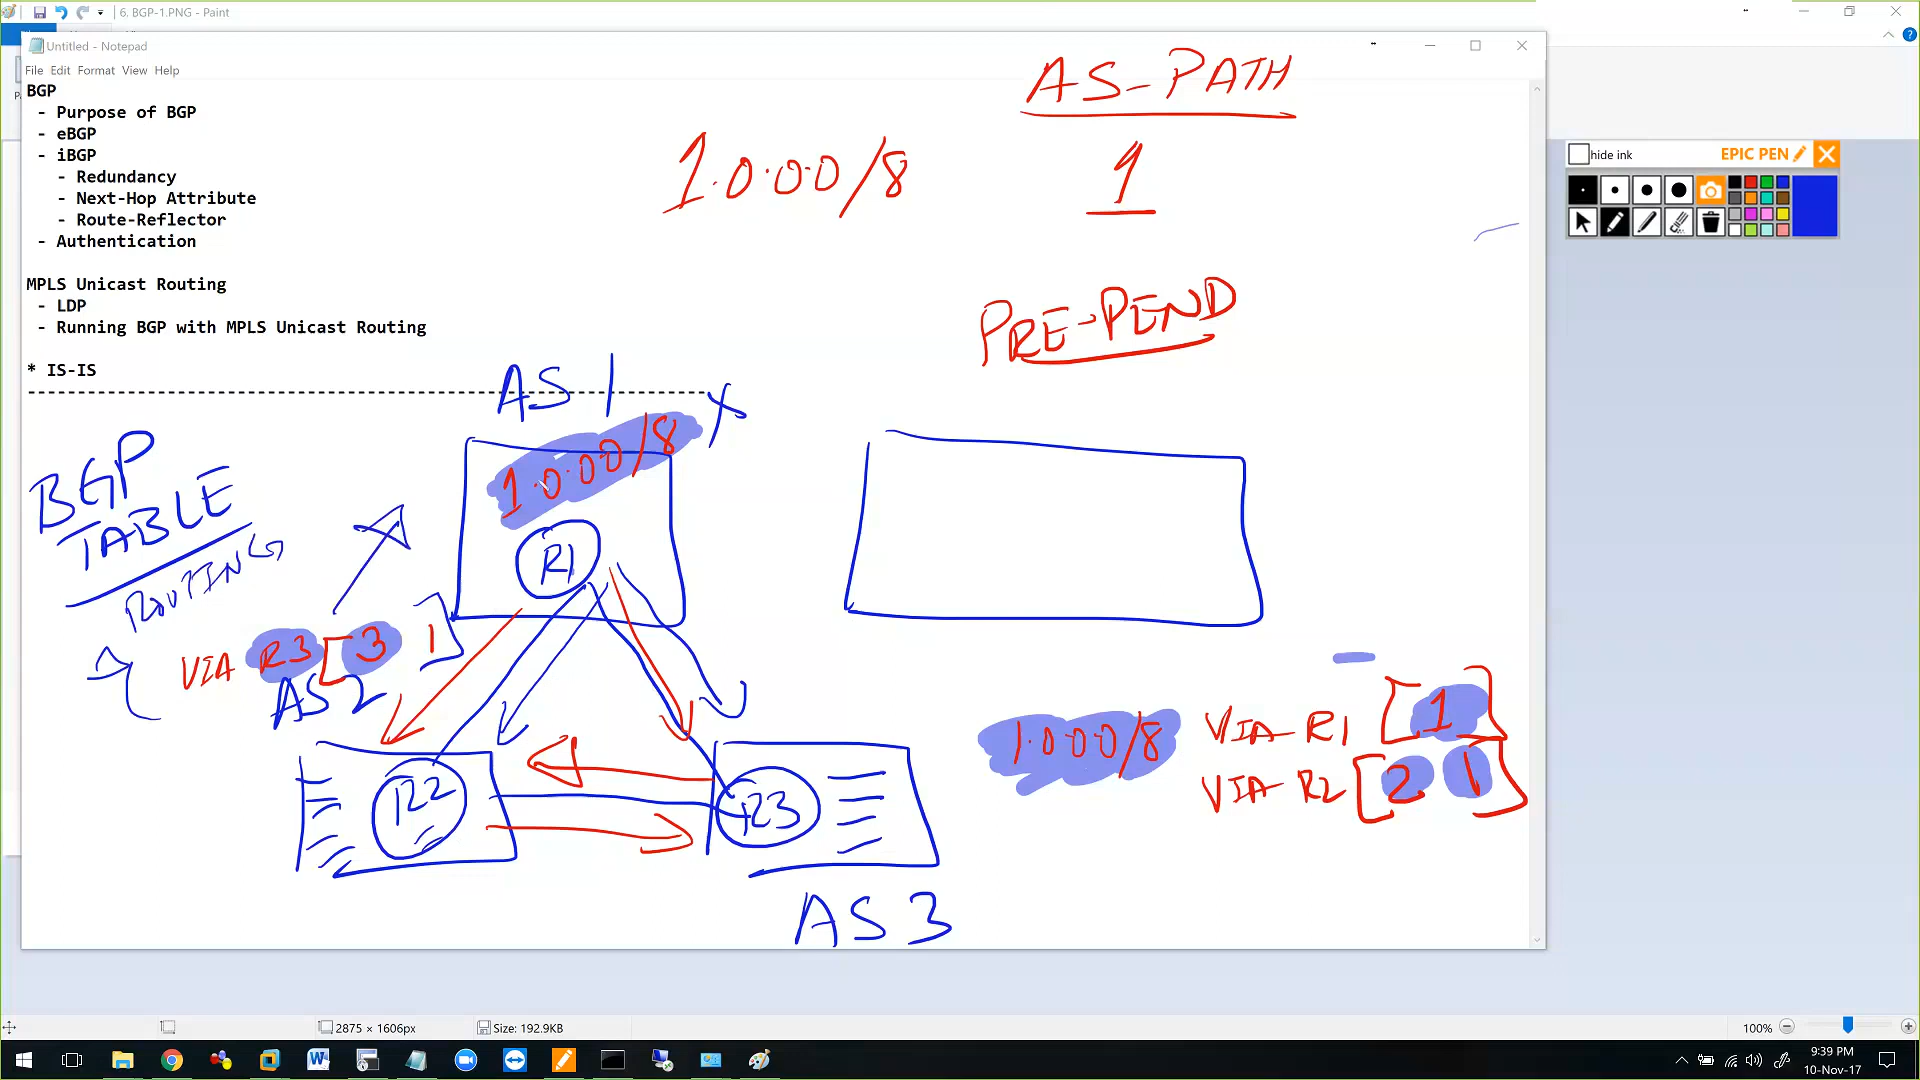 6. BGP-1.PNG - Paint
Untitled - Notepad
File Edit Format View Help
BGP
- Purpose of BGP
- eBGP
- iBGP
- Redundancy
- Next-Hop Attribute
- Route-Reflector
- Authentication
MPLS Unicast Routing
- LDP
- Running BGP with MPLS Unicast Routing
* IS-IS
AS-PATH
1.0.0.0/8 1
PRE-PEND
hide ink EPIC PEN
AS 1
X
1.0.0.0/8
R1
BGP
TABLE
ROUTING
VIA R3 [3 1]
AS 2
R2
R3
AS 3
1.0.0.0/8 VIA R1 [1]
VIA R2 [2 1]
2875 × 1606px
Size: 192.9KB
100%
9:39 PM
10-Nov-17